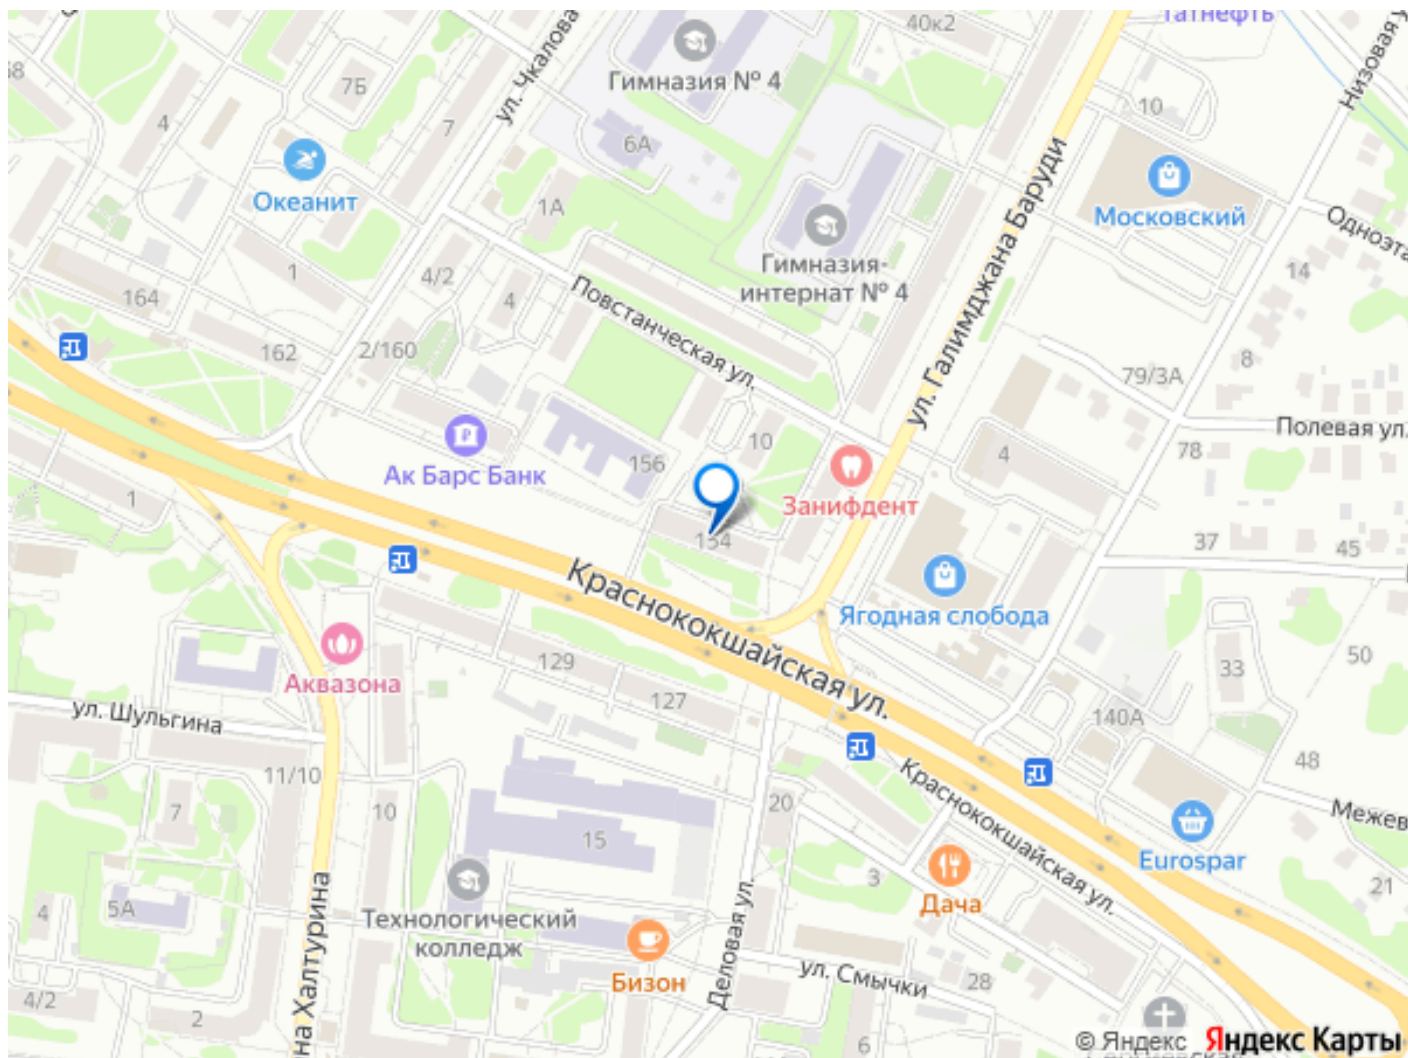 40к2
Татнефть
Гимназия № 4
ул. Чкалова
7Б
4
7
6А
10
Низовая у
Океанит
1А
Московский
Одноэта
ул. Галимджана Баруди
1
4/2
4
Гимназия-
интернат № 4
14
164
Повстанческая ул.
162
2/160
8
79/3А
Полевая ул.
10
4
78
Ак Барс Банк
156
Занифдент
1
154
37
45
Краснококшайская ул.
Ягодная слобода
Аквазона
129
127
33
50
ул. Шульгина
140А
48
11/10
Краснококшайская ул.
7
10
20
Межев
15
Eurospar
3
21
Дача
4
5А
Технологический
колледж
Деловая ул.
ул. Смычки
28
Бизон
на Халтурина
4/2
2
6
© Яндекс Яндекс Карты